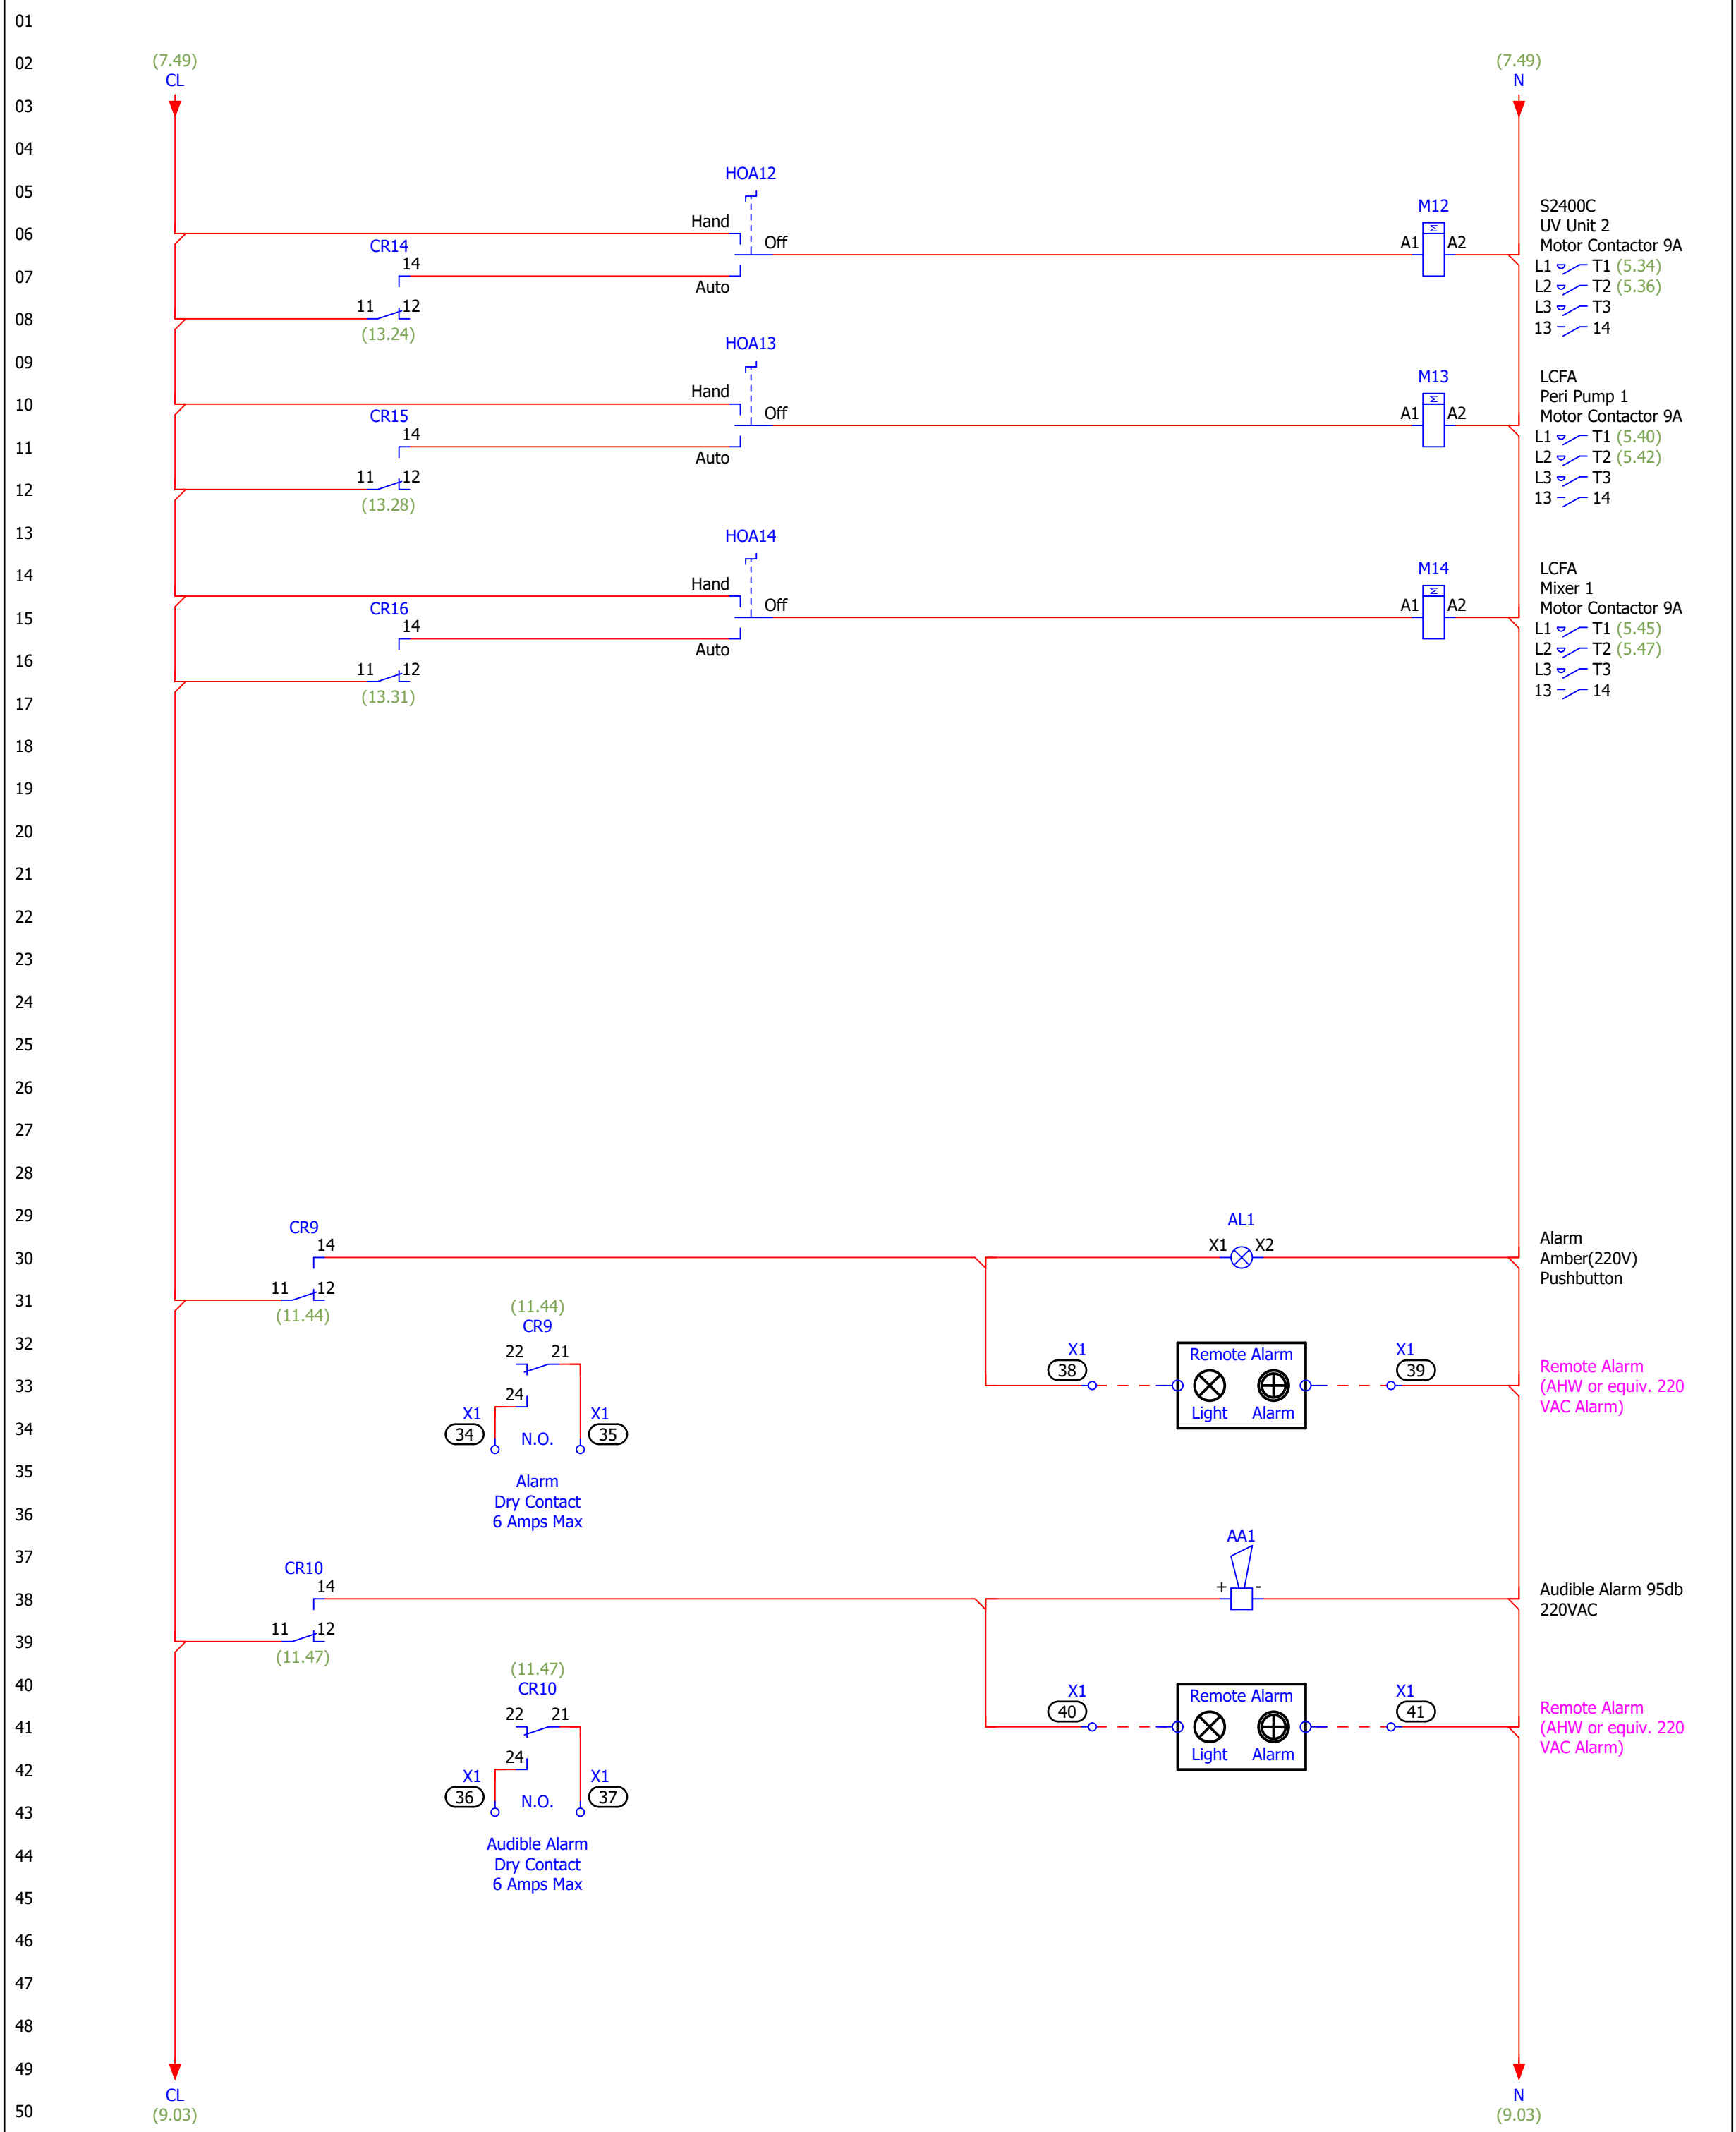 01
02
03
04
05
06
07
08
09
10
11
12
13
14
15
16
17
18
19
20
21
22
23
24
25
26
27
28
29
30
31
32
33
34
35
36
37
38
39
40
41
42
43
44
45
46
47
48
49
50
(7.49)
CL
(7.49)
N
HOA12
Hand
Off
Auto
CR14
14
11 12
(13.24)
M12
A1 A2
S2400C
UV Unit 2
Motor Contactor 9A
L1 T1 (5.34)
L2 T2 (5.36)
L3 T3
13 14
HOA13
Hand
Off
Auto
CR15
14
11 12
(13.28)
M13
A1 A2
LCFA
Peri Pump 1
Motor Contactor 9A
L1 T1 (5.40)
L2 T2 (5.42)
L3 T3
13 14
HOA14
Hand
Off
Auto
CR16
14
11 12
(13.31)
M14
A1 A2
LCFA
Mixer 1
Motor Contactor 9A
L1 T1 (5.45)
L2 T2 (5.47)
L3 T3
13 14
CR9
14
11 12
(11.44)
AL1
X1 X2
Alarm
Amber(220V)
Pushbutton
(11.44)
CR9
22 21
24
X1
34
X1
35
N.O.
Alarm
Dry Contact
6 Amps Max
X1
38
Remote Alarm
Light Alarm
X1
39
Remote Alarm
(AHW or equiv. 220
VAC Alarm)
CR10
14
11 12
(11.47)
AA1
+ -
Audible Alarm 95db
220VAC
(11.47)
CR10
22 21
24
X1
36
X1
37
N.O.
Audible Alarm
Dry Contact
6 Amps Max
X1
40
Remote Alarm
Light Alarm
X1
41
Remote Alarm
(AHW or equiv. 220
VAC Alarm)
CL
(9.03)
N
(9.03)